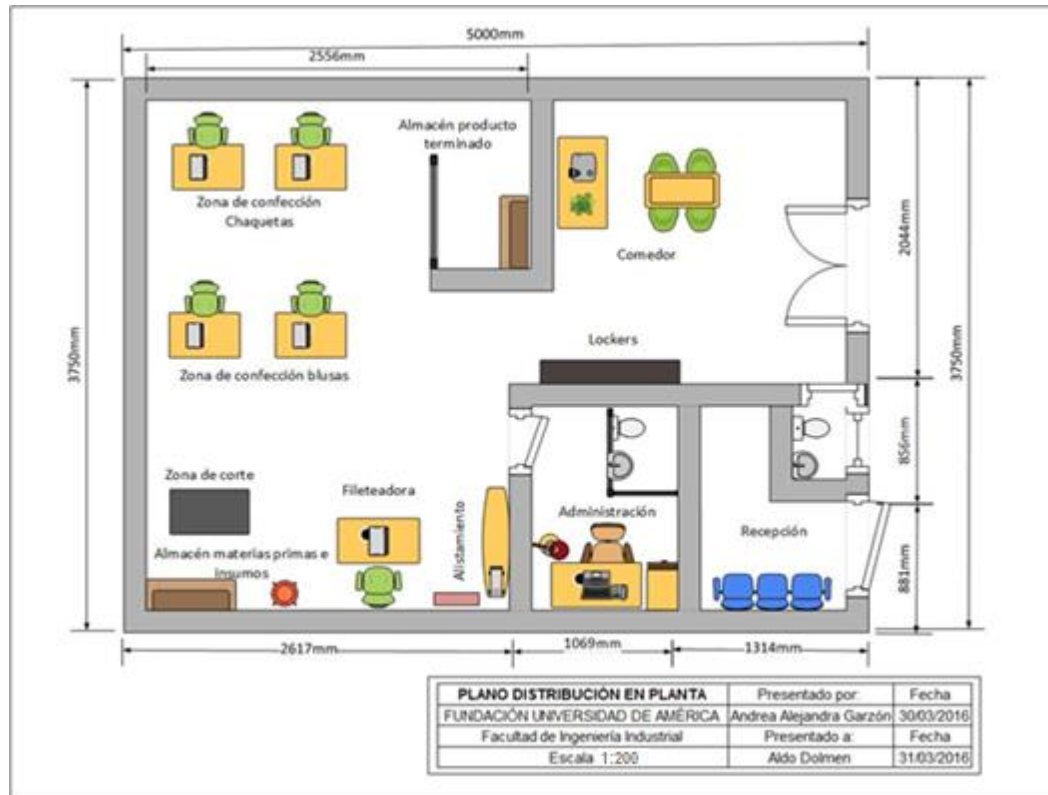 5000mm
2556mm
Almacén producto
terminado
Zona de confección
Chaquetas
Comedor
2044mm
3750mm
3750mm
Zona de confección blusas
Lockers
856mm
Zona de corte
Fileteadora
Alistamiento
Administración
Recepción
Almacén materias primas e
insumos
881mm
2617mm
1069mm
1314mm
PLANO DISTRIBUCIÓN EN PLANTA
Presentado por:
Fecha
FUNDACIÓN UNIVERSIDAD DE AMÉRICA
Andrea Alejandra Garzón
30/03/2016
Facultad de Ingeniería Industrial
Presentado a:
Fecha
Escala 1:200
Aldo Dolmen
31/03/2016